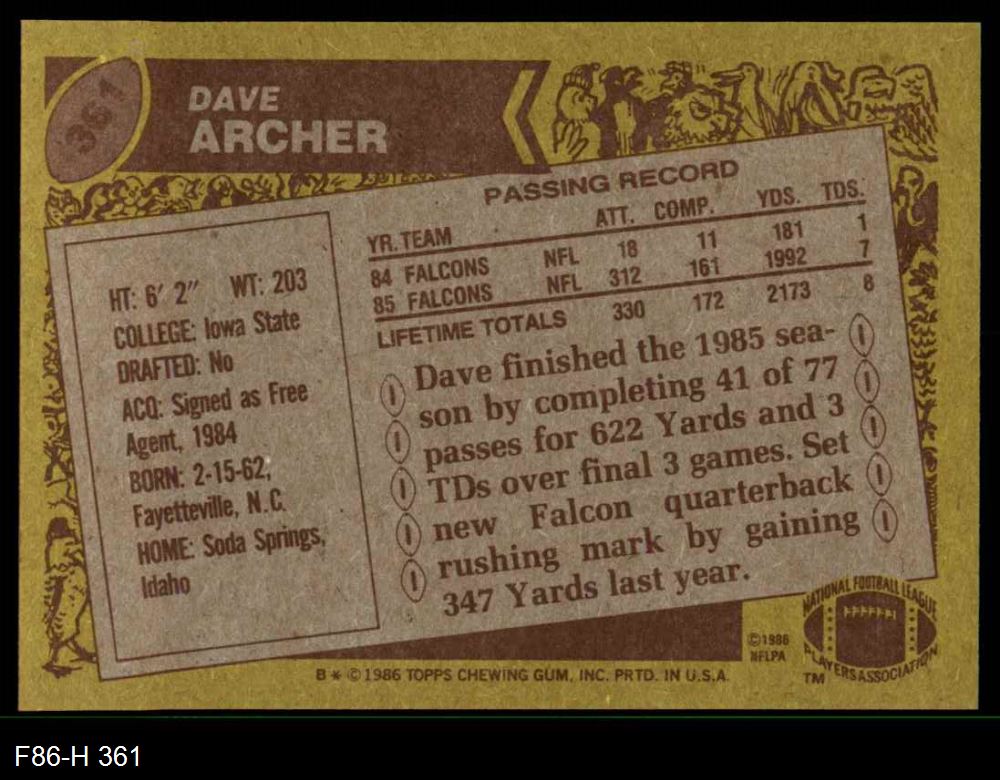 361
DAVE
ARCHER
PASSING RECORD
YR. TEAM ATT. COMP. YDS. TDS.
84 FALCONS NFL 18 11 181 1
85 FALCONS NFL 312 161 1992 7
LIFETIME TOTALS 330 172 2173 8
HT: 6' 2" WT: 203
COLLEGE: Iowa State
DRAFTED: No
ACQ: Signed as Free
Agent, 1984
BORN: 2-15-62,
Fayetteville, N.C.
HOME: Soda Springs,
Idaho
Dave finished the 1985 sea-
son by completing 41 of 77
passes for 622 Yards and 3
TDs over final 3 games. Set
new Falcon quarterback
rushing mark by gaining
347 Yards last year.
©1986
NFLPA
NATIONAL FOOTBALL LEAGUE
PLAYERS ASSOCIATION
TM
B * © 1986 TOPPS CHEWING GUM, INC. PRTD. IN U.S.A.
F86-H 361